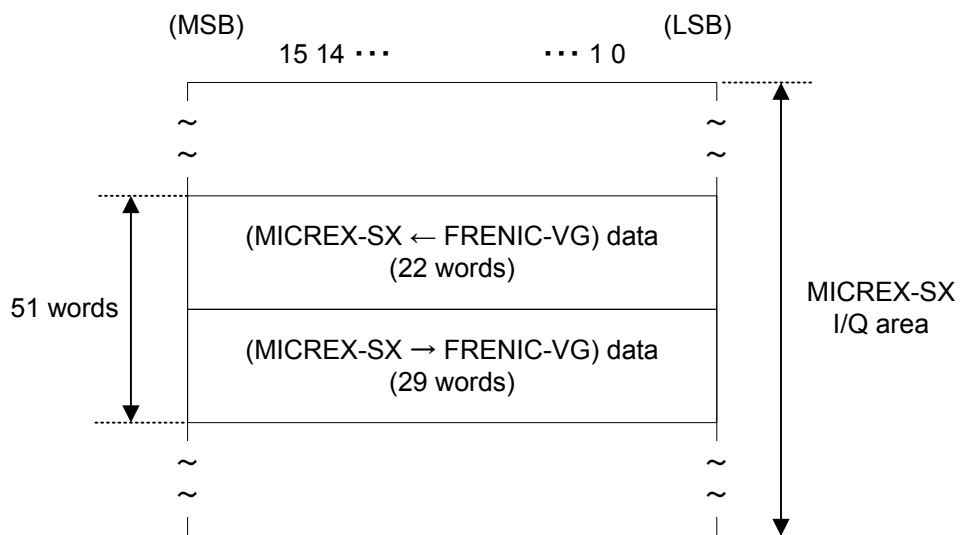 (MSB)
(LSB)
15 14 ··· ··· 1 0
~
~
~
~
(MICREX-SX ← FRENIC-VG) data
(22 words)
51 words
MICREX-SX
I/Q area
(MICREX-SX → FRENIC-VG) data
(29 words)
~
~
~
~